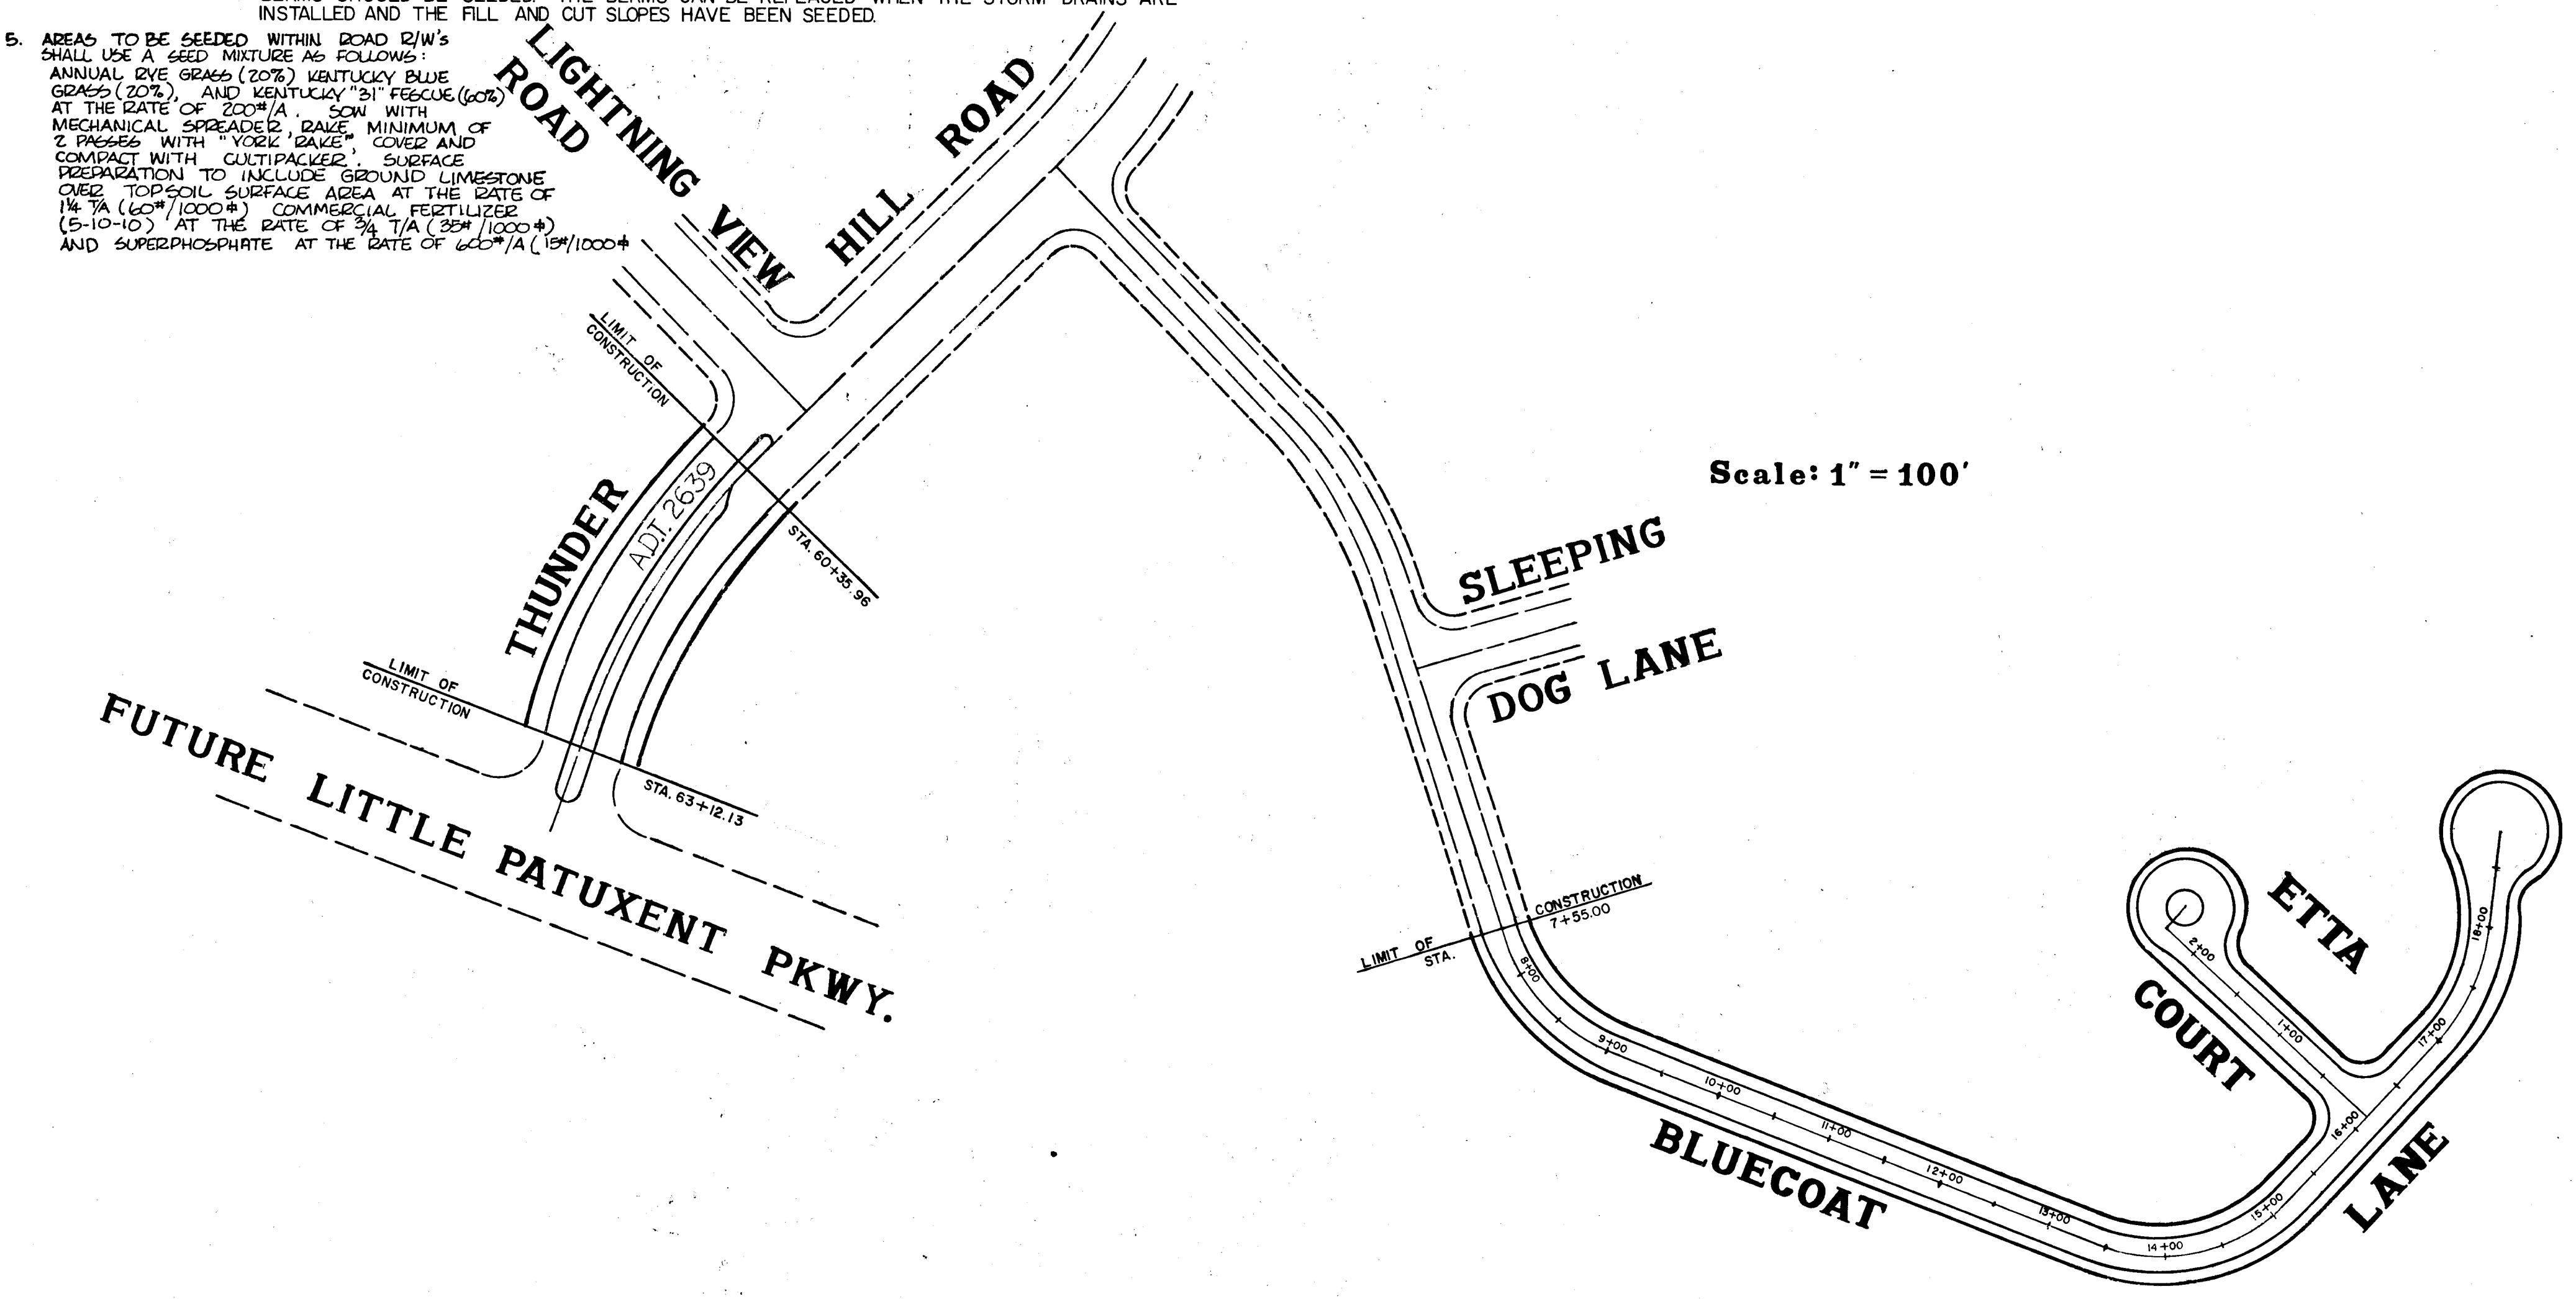 INSTALLED AND THE FILL AND CUT SLOPES HAVE BEEN SEEDED.
5. AREAS TO BE SEEDED WITHIN ROAD R/W's
SHALL USE A SEED MIXTURE AS FOLLOWS:
ANNUAL RYE GRASS (20%) KENTUCKY BLUE
GRASS (20%), AND KENTUCKY "31" FESCUE (60%)
AT THE RATE OF 200#/A. SOW WITH
MECHANICAL SPREADER, RAKE MINIMUM OF
2 PASSES WITH "YORK RAKE", COVER AND
COMPACT WITH CULTIPACKER. SURFACE
PREPARATION TO INCLUDE GROUND LIMESTONE
OVER TOPSOIL SURFACE AREA AT THE RATE OF
1¼ T/A (60#/1000⌽) COMMERCIAL FERTILIZER
(5-10-10) AT THE RATE OF ¾ T/A (35#/1000⌽)
AND SUPERPHOSPHATE AT THE RATE OF 600#/A (15#/1000⌽
LIGHTNING VIEW
ROAD
HILL ROAD
LIMIT OF
CONSTRUCTION
THUNDER
A.D.T. 2639
STA. 60+35.96
Scale: 1" = 100'
SLEEPING
DOG LANE
LIMIT OF
CONSTRUCTION
STA. 63+12.13
FUTURE LITTLE PATUXENT PKWY.
LIMIT OF CONSTRUCTION
STA. 7+55.00
8+00
9+00
10+00
11+00
12+00
13+00
14+00
15+00
16+00
17+00
18+00
BLUECOAT
LANE
ETTA
COURT
2+00
1+00